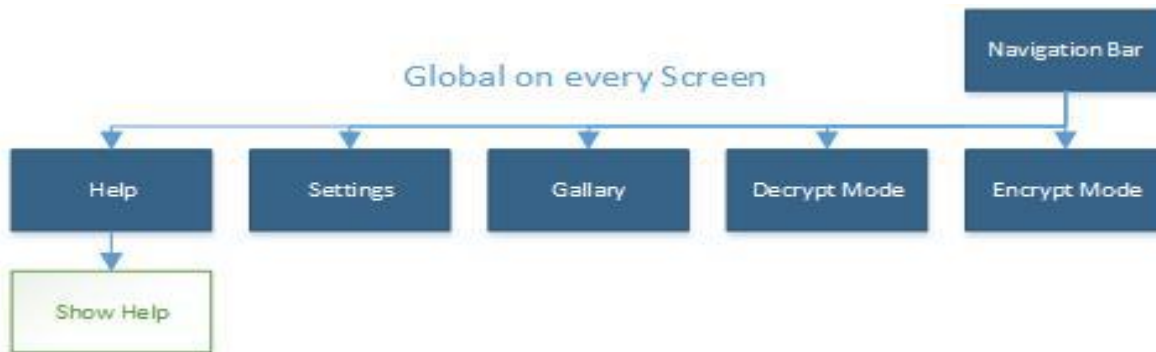 Navigation Bar
Global on every Screen
Help
Settings
Gallary
Decrypt Mode
Encrypt Mode
Show Help